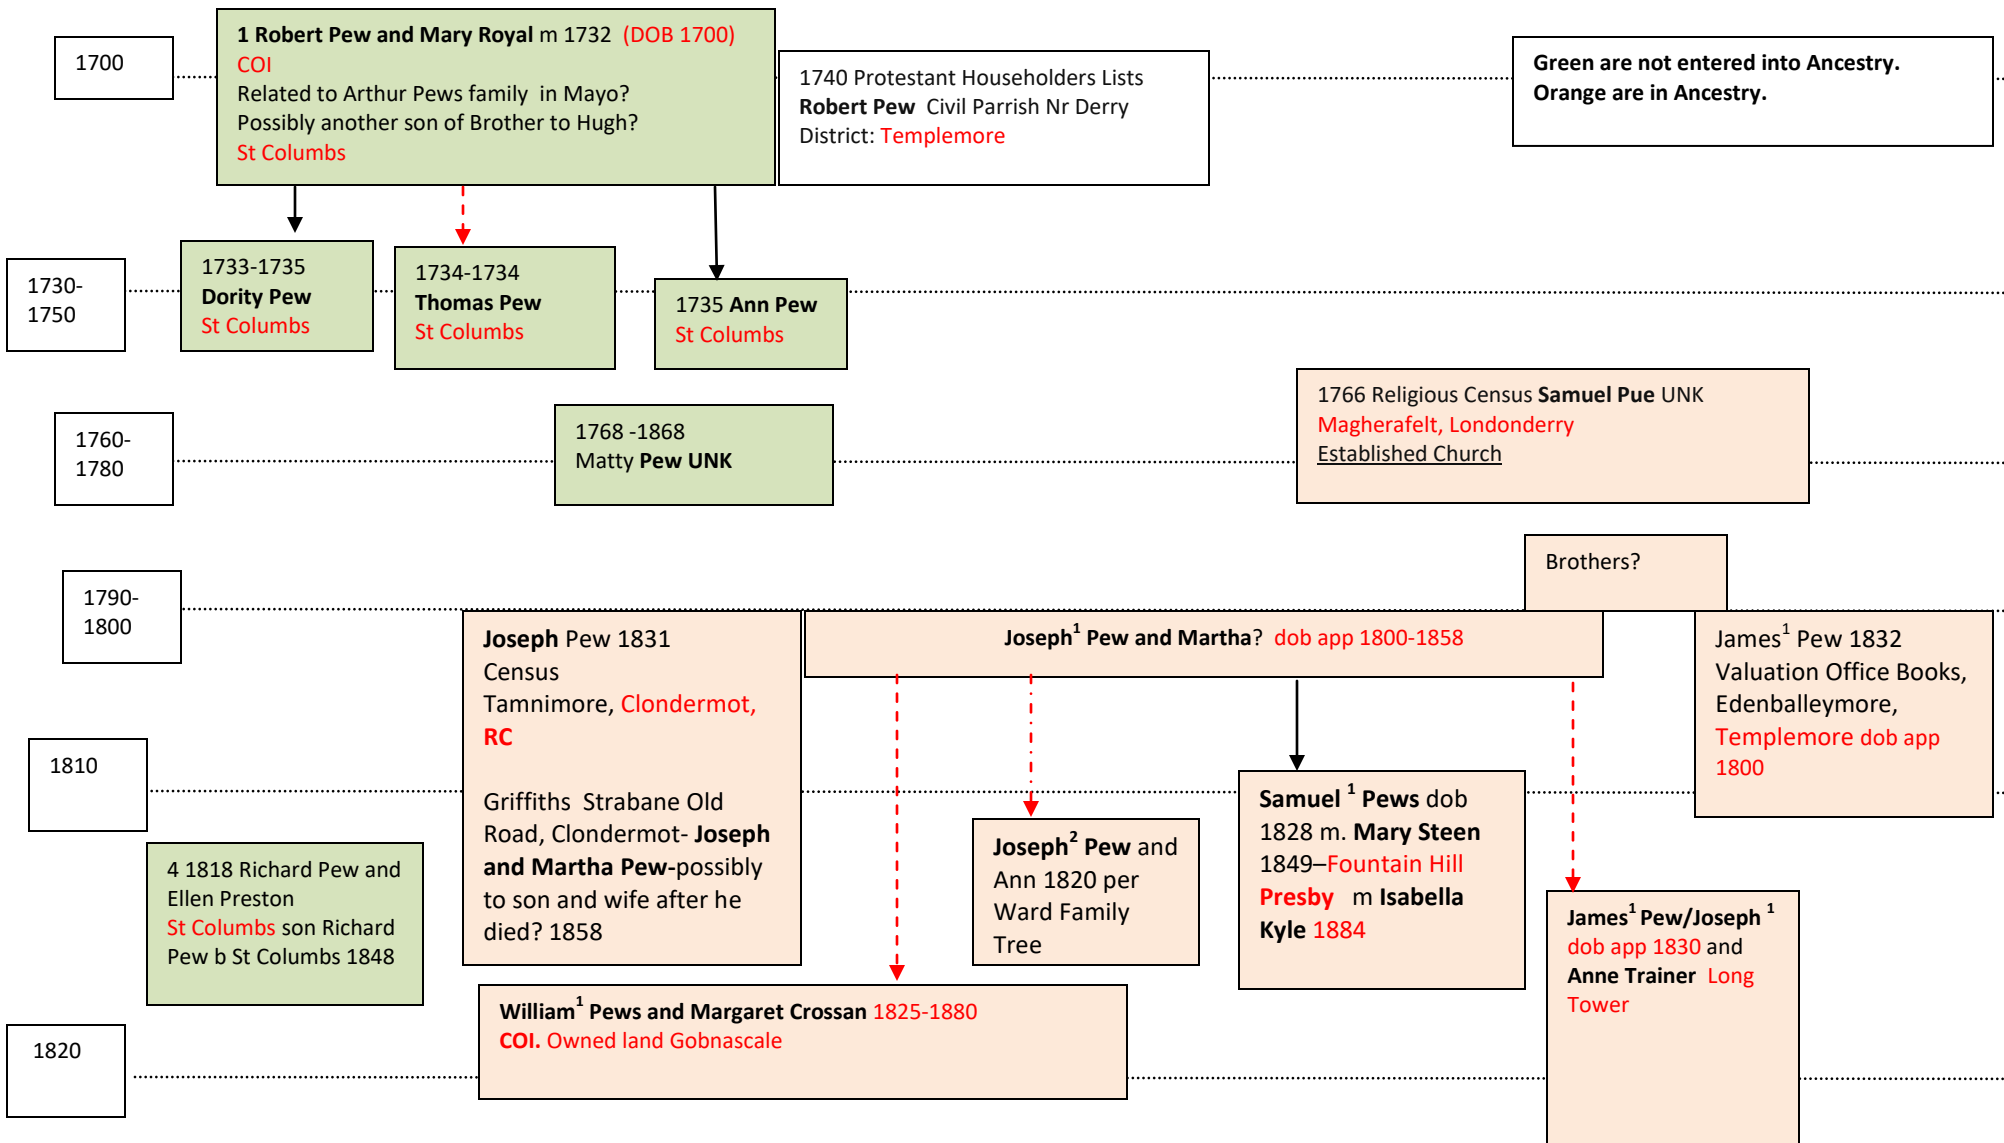 1700
1 Robert Pew and Mary Royal m 1732 (DOB 1700)
COI
Related to Arthur Pews family in Mayo?
Possibly another son of Brother to Hugh?
St Columbs
1740 Protestant Householders Lists
Robert Pew Civil Parrish Nr Derry
District: Templemore
Green are not entered into Ancestry.
Orange are in Ancestry.
1730-
1750
1733-1735
Dority Pew
St Columbs
1734-1734
Thomas Pew
St Columbs
1735 Ann Pew
St Columbs
1760-
1780
1768 -1868
Matty Pew UNK
1766 Religious Census Samuel Pue UNK
Magherafelt, Londonderry
Established Church
Brothers?
1790-
1800
Joseph Pew 1831
Census
Tamnimore, Clondermot,
RC
Griffiths Strabane Old
Road, Clondermot- Joseph
and Martha Pew-possibly
to son and wife after he
died? 1858
Joseph¹ Pew and Martha? dob app 1800-1858
James¹ Pew 1832
Valuation Office Books,
Edenballeymore,
Templemore dob app
1800
1810
4 1818 Richard Pew and
Ellen Preston
St Columbs son Richard
Pew b St Columbs 1848
Joseph² Pew and
Ann 1820 per
Ward Family
Tree
Samuel ¹ Pews dob
1828 m. Mary Steen
1849–Fountain Hill
Presby m Isabella
Kyle 1884
James¹ Pew/Joseph ¹
dob app 1830 and
Anne Trainer Long
Tower
William¹ Pews and Margaret Crossan 1825-1880
COI. Owned land Gobnascale
1820